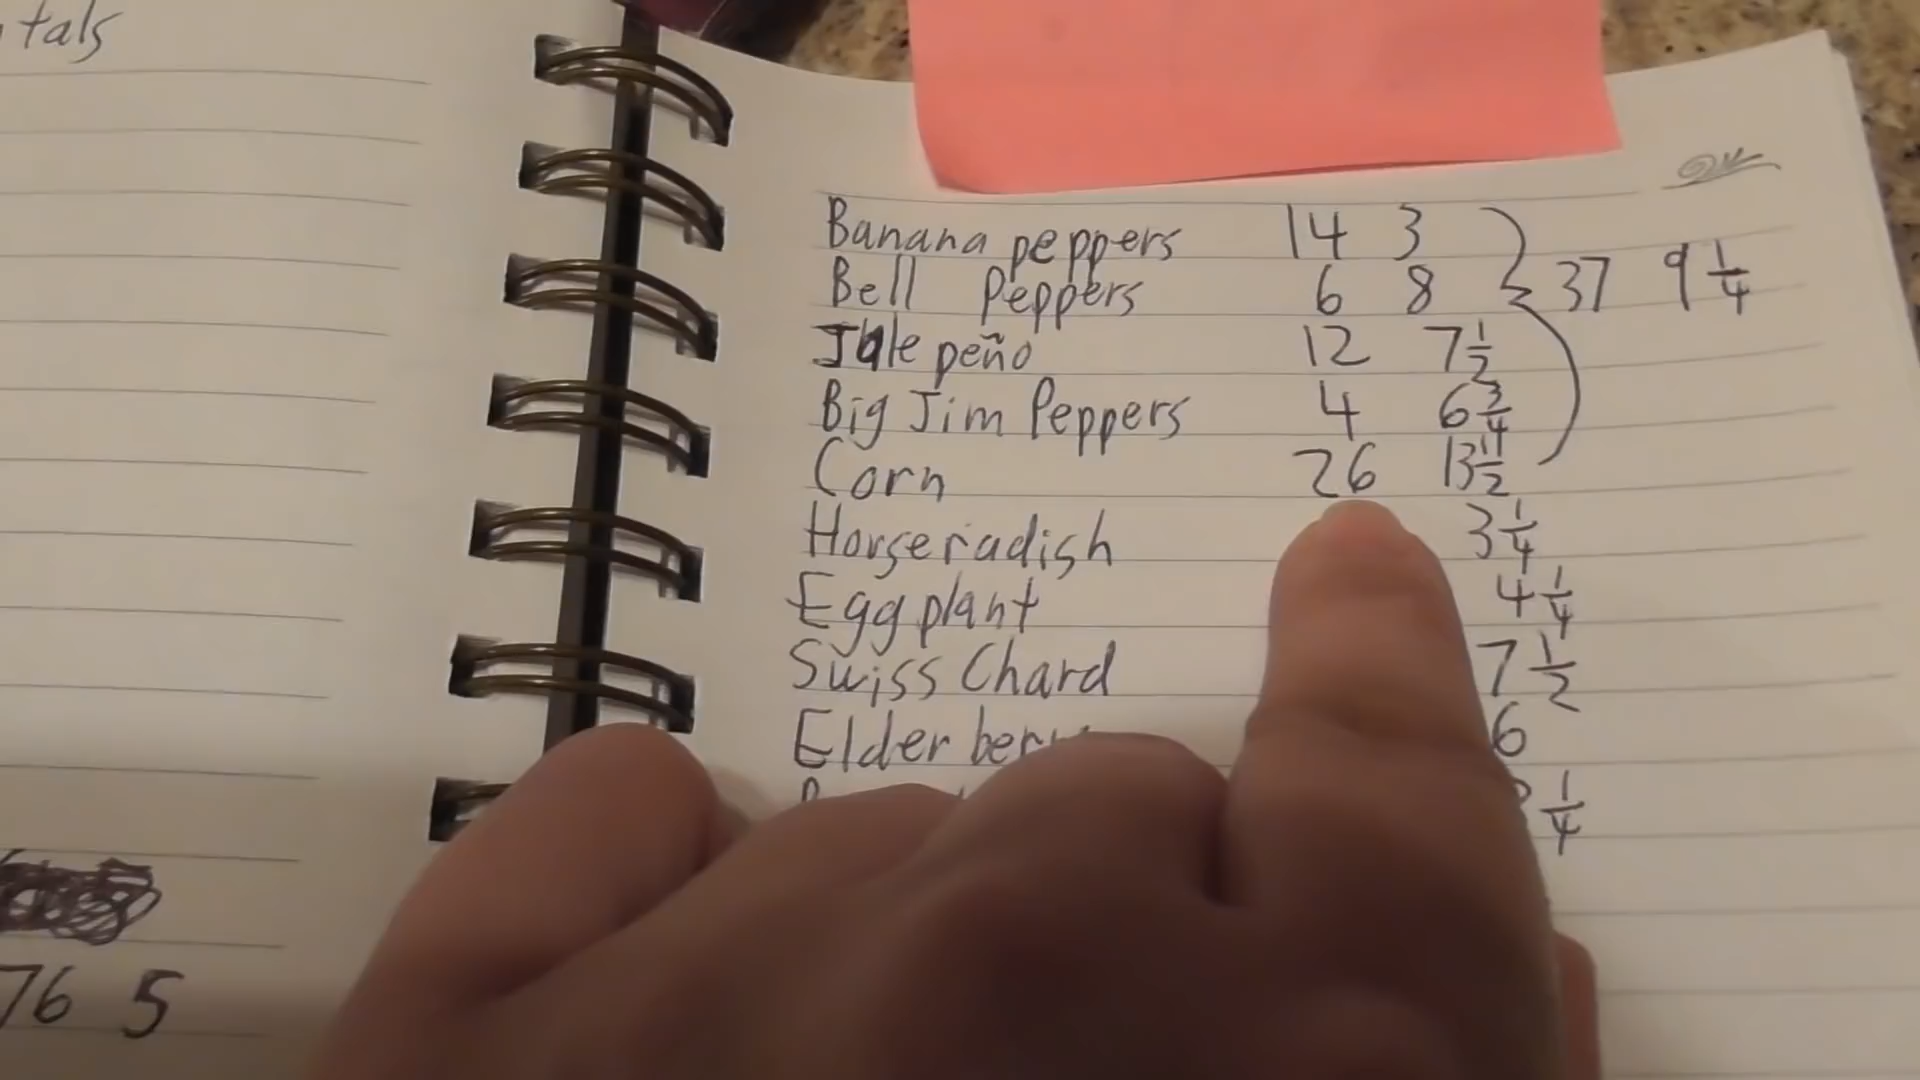 tals
Banana peppers 14 3
Bell Peppers 6 8 37 9 1/4
Jalepeño 12 7 1/2
Big Jim Peppers 4 6 3/4
Corn 26 13 1/2
Horseradish 3 1/4
Eggplant 4 1/4
Swiss Chard 7 1/2
Elder berry 6
1/4
76 5